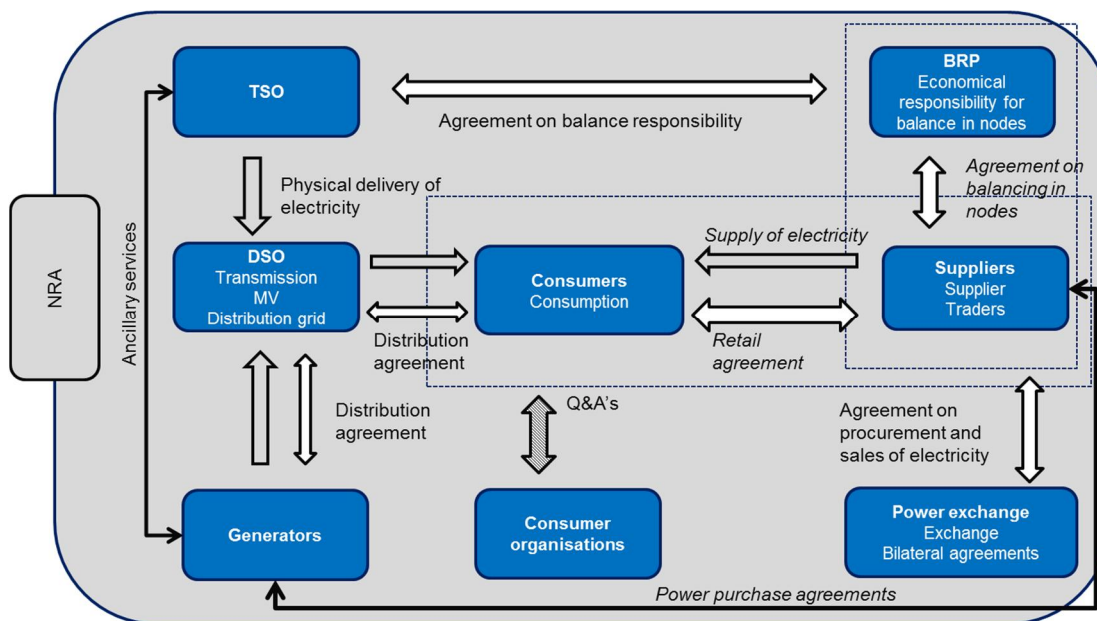 TSO
BRP
Economical
responsibility for
balance in nodes
Agreement on balance responsibility
Physical delivery of
electricity
Agreement on
balancing in
nodes
NRA
Ancillary services
DSO
Transmission
MV
Distribution grid
Supply of electricity
Consumers
Consumption
Suppliers
Supplier
Traders
Distribution
agreement
Retail
agreement
Distribution
agreement
Q&A's
Agreement on
procurement and
sales of electricity
Generators
Consumer
organisations
Power exchange
Exchange
Bilateral agreements
Power purchase agreements